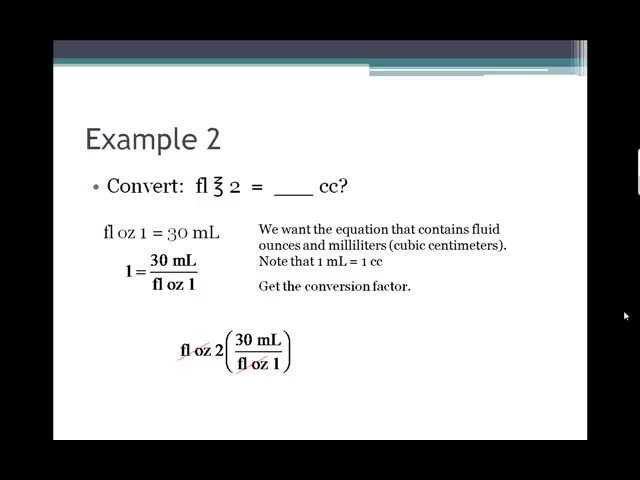 Example 2
• Convert: fl ℥ 2 = ___ cc?
fl oz 1 = 30 mL
We want the equation that contains fluid
ounces and milliliters (cubic centimeters).
Note that 1 mL = 1 cc
1 = 30 mL / fl oz 1
Get the conversion factor.
fl oz 2 (30 mL / fl oz 1)